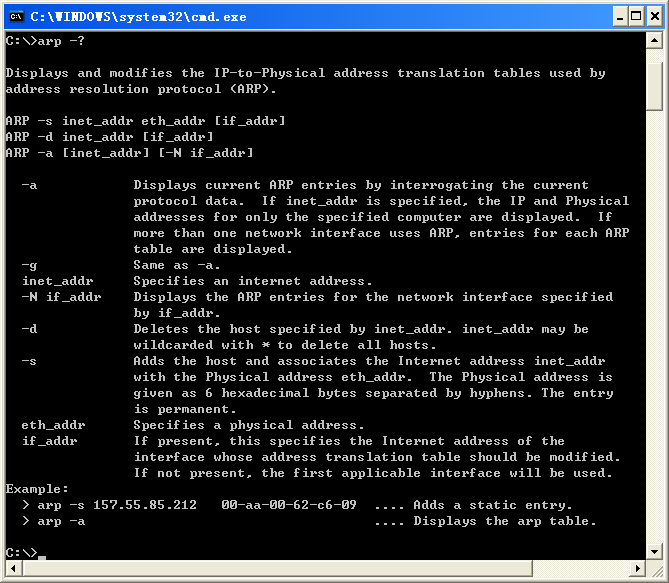 C:\WINDOWS\system32\cmd.exe
C:\>arp -?
Displays and modifies the IP-to-Physical address translation tables used by
address resolution protocol (ARP).
ARP -s inet_addr eth_addr [if_addr]
ARP -d inet_addr [if_addr]
ARP -a [inet_addr] [-N if_addr]
  -a            Displays current ARP entries by interrogating the current
                protocol data.  If inet_addr is specified, the IP and Physical
                addresses for only the specified computer are displayed.  If
                more than one network interface uses ARP, entries for each ARP
                table are displayed.
  -g            Same as -a.
  inet_addr     Specifies an internet address.
  -N if_addr    Displays the ARP entries for the network interface specified
                by if_addr.
  -d            Deletes the host specified by inet_addr. inet_addr may be
                wildcarded with * to delete all hosts.
  -s            Adds the host and associates the Internet address inet_addr
                with the Physical address eth_addr.  The Physical address is
                given as 6 hexadecimal bytes separated by hyphens. The entry
                is permanent.
  eth_addr      Specifies a physical address.
  if_addr       If present, this specifies the Internet address of the
                interface whose address translation table should be modified.
                If not present, the first applicable interface will be used.
Example:
  > arp -s 157.55.85.212   00-aa-00-62-c6-09  .... Adds a static entry.
  > arp -a                                    .... Displays the arp table.
C:\>_